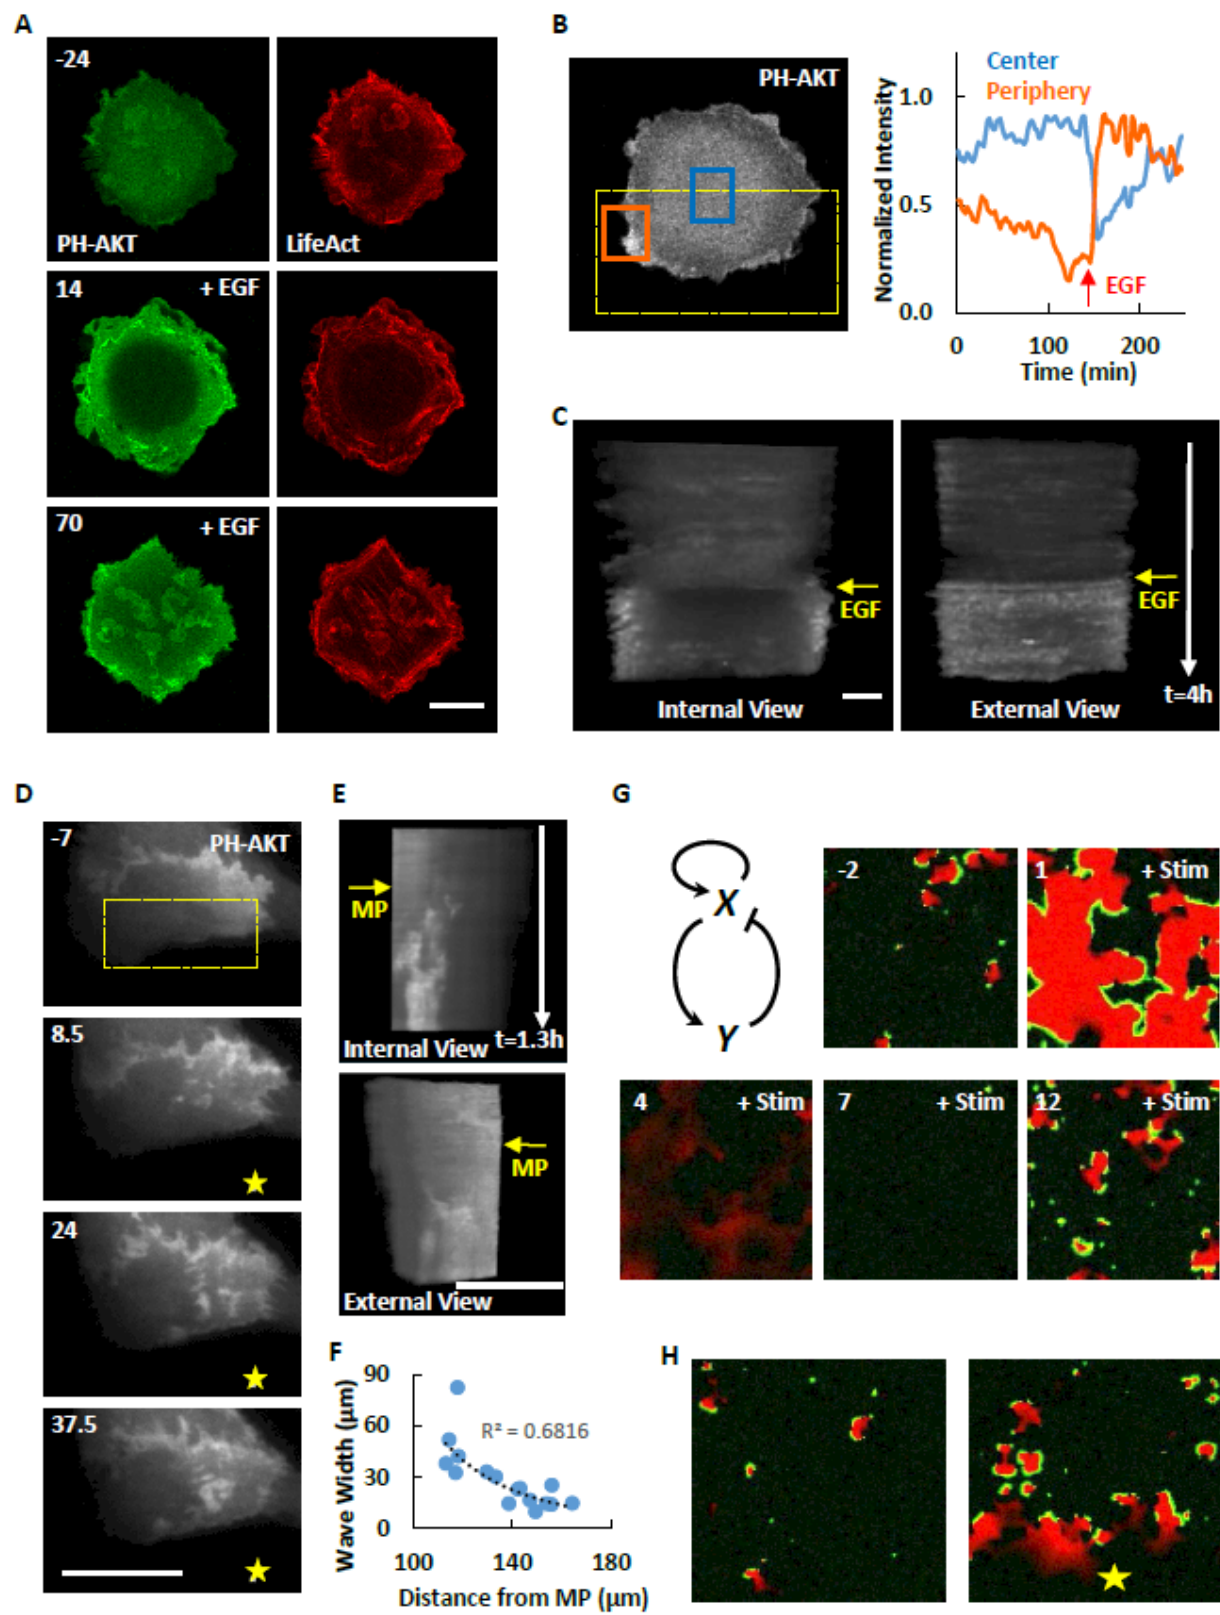 A
-24
PH-AKT
LifeAct
14
+ EGF
70
+ EGF
B
PH-AKT
Center
Periphery
Normalized Intensity
1.0
0.5
0.0
EGF
0 100 200
Time (min)
C
EGF
Internal View
EGF
External View
t=4h
D
-7
PH-AKT
8.5
24
37.5
E
MP
Internal View
t=1.3h
MP
External View
F
Wave Width (µm)
90
60
30
0
R² = 0.6816
100 140 180
Distance from MP (µm)
G
X
Y
-2
1 + Stim
4 + Stim
7 + Stim
12 + Stim
H